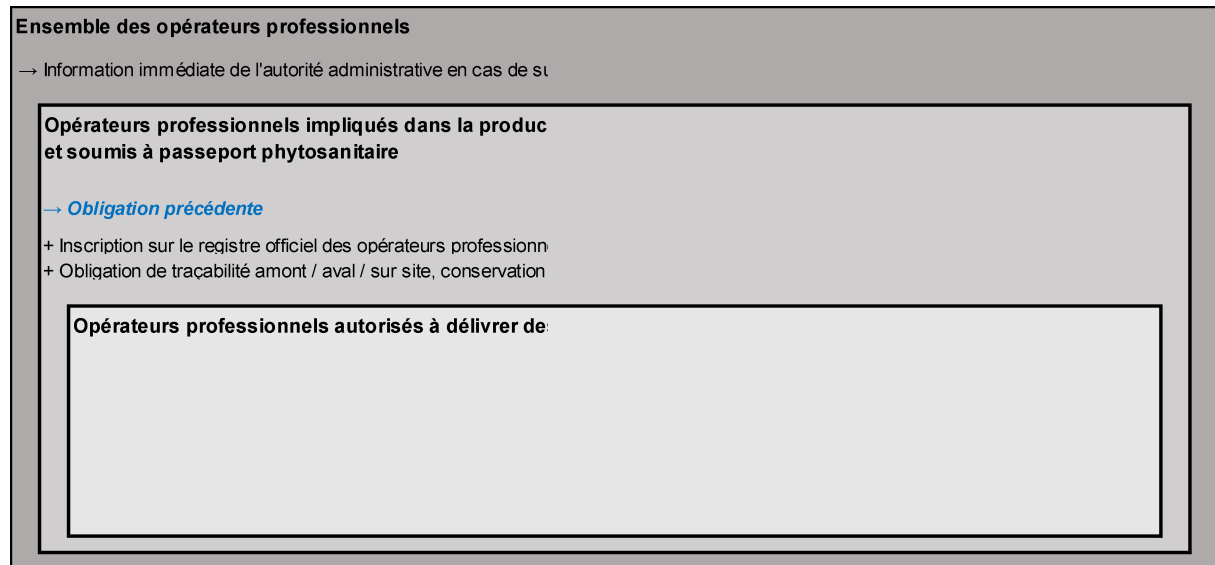 Ensemble des opérateurs professionnels
→ Information immédiate de l'autorité administrative en cas de
Opérateurs professionnels impliqués dans la
et soumis à passeport phytosanitaire
→ Obligation précédente
+ Inscription sur le registre officiel des opérateurs
+ Obligation de traçabilité amont / aval / sur site, conservation
Opérateurs professionnels autorisés à délivrer